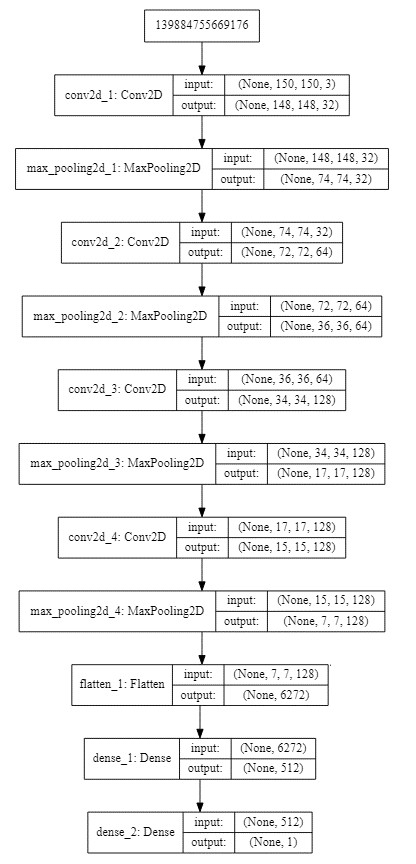 139884755669176
conv2d_1: Conv2D
input: (None, 150, 150, 3)
output: (None, 148, 148, 32)
max_pooling2d_1: MaxPooling2D
input: (None, 148, 148, 32)
output: (None, 74, 74, 32)
conv2d_2: Conv2D
input: (None, 74, 74, 32)
output: (None, 72, 72, 64)
max_pooling2d_2: MaxPooling2D
input: (None, 72, 72, 64)
output: (None, 36, 36, 64)
conv2d_3: Conv2D
input: (None, 36, 36, 64)
output: (None, 34, 34, 128)
max_pooling2d_3: MaxPooling2D
input: (None, 34, 34, 128)
output: (None, 17, 17, 128)
conv2d_4: Conv2D
input: (None, 17, 17, 128)
output: (None, 15, 15, 128)
max_pooling2d_4: MaxPooling2D
input: (None, 15, 15, 128)
output: (None, 7, 7, 128)
flatten_1: Flatten
input: (None, 7, 7, 128)
output: (None, 6272)
dense_1: Dense
input: (None, 6272)
output: (None, 512)
dense_2: Dense
input: (None, 512)
output: (None, 1)